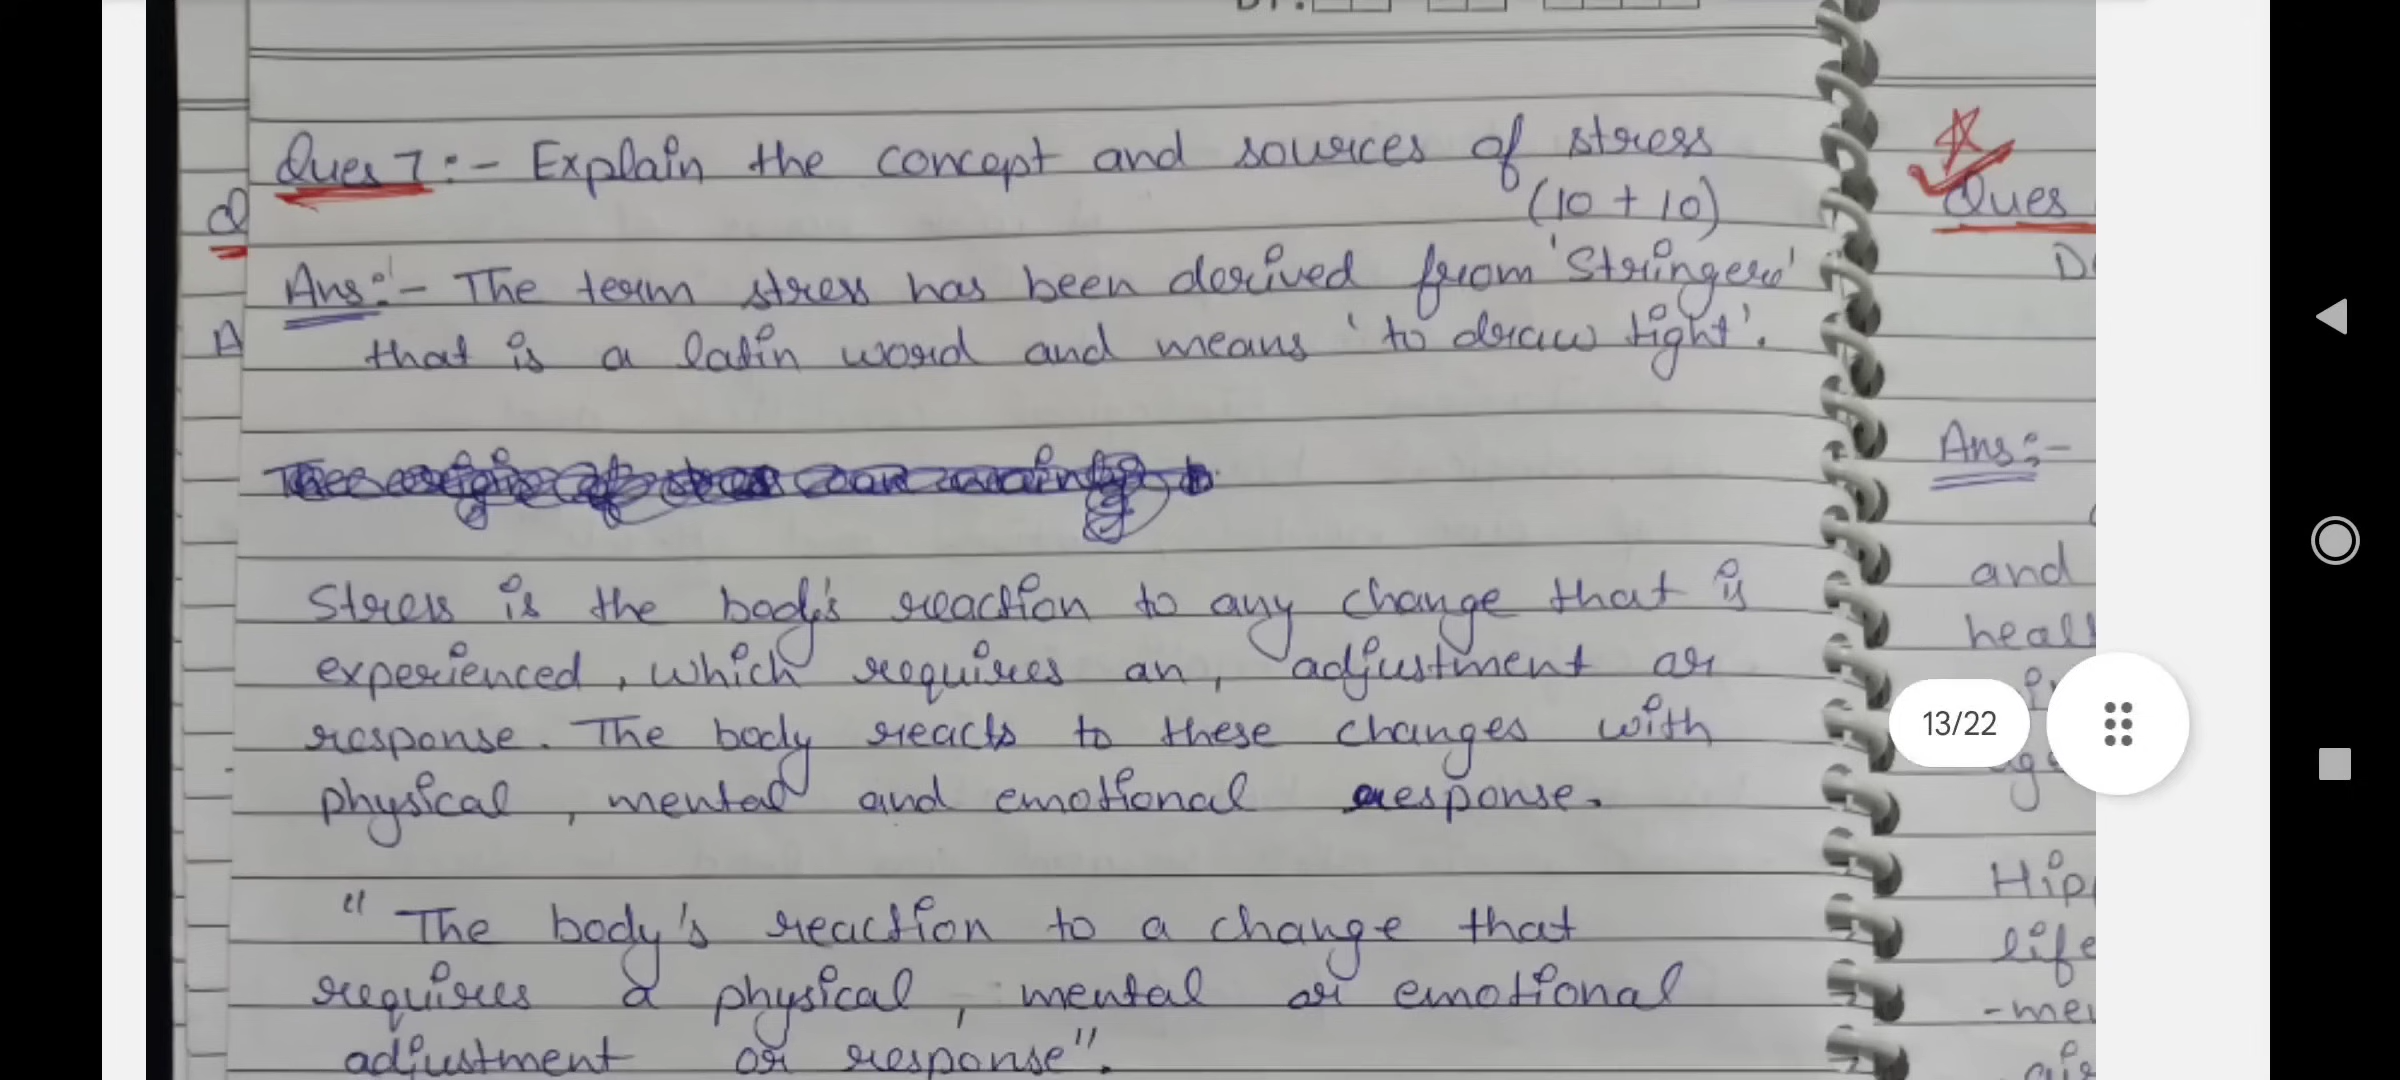 Ques 7:- Explain the concept and sources of stress
(10 + 10)
Ans:- The term stress has been derived from 'Stringere'
that is a latin word and means 'to draw tight'.
Stress is the body's reaction to any change that is
experienced, which requires an, adjustment or
response. The body reacts to these changes with
physical, mental and emotional response.
"The body's reaction to a change that
requires a physical, mental or emotional
adjustment or response".
Q
A
Ques
Ans:-
and
life
13/22